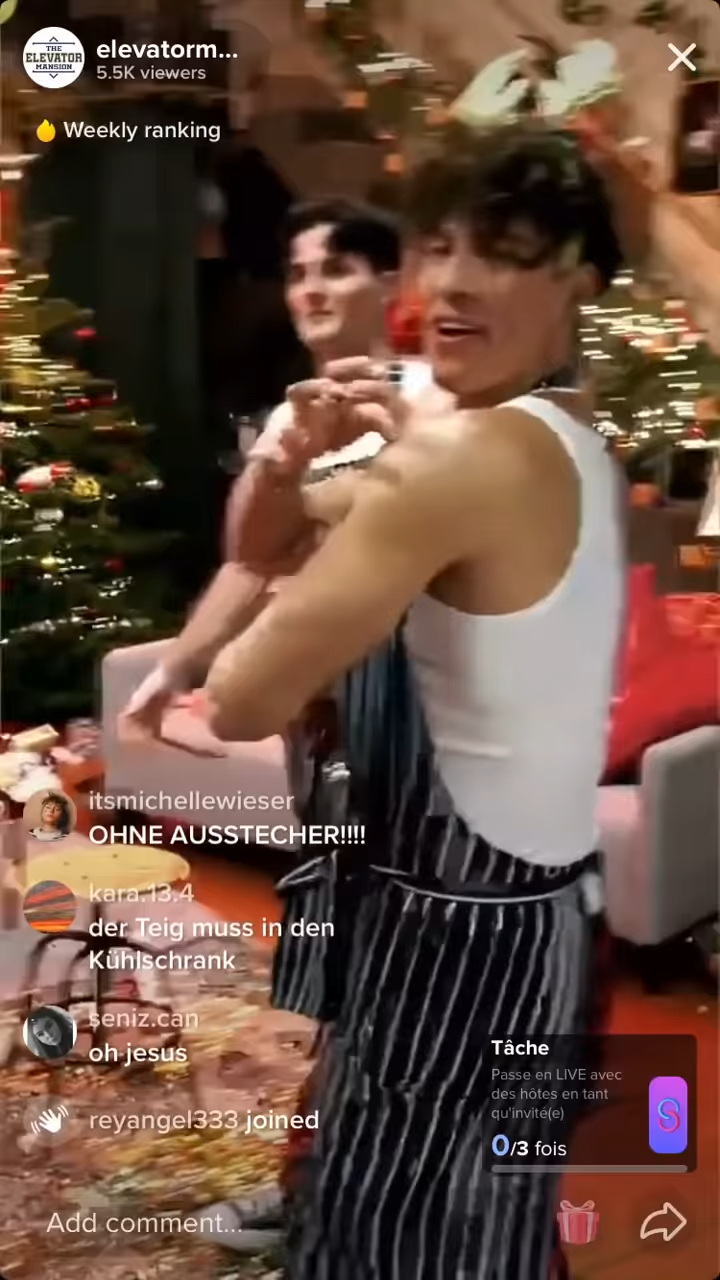 THE
ELEVATOR
MANSION
elevatorm...
5.5K viewers
Weekly ranking
itsmichellewieser
OHNE AUSSTECHER!!!!
kara.13.4
der Teig muss in den
Kühlschrank
seniz.can
oh jesus
reyangel333 joined
Tâche
Passe en LIVE avec
des hôtes en tant
qu'invité(e)
0/3 fois
Add comment...